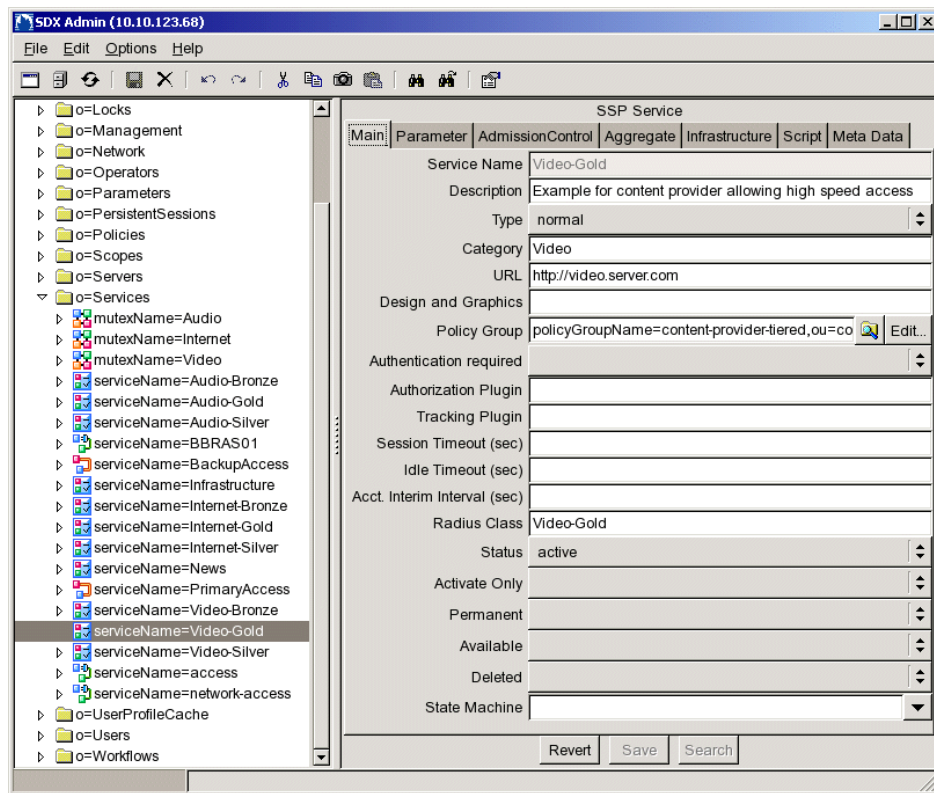 SDX Admin (10.10.123.68)
File Edit Options Help
o=Locks
o=Management
o=Network
o=Operators
o=Parameters
o=PersistentSessions
o=Policies
o=Scopes
o=Servers
o=Services
mutexName=Audio
mutexName=Internet
mutexName=Video
serviceName=Audio-Bronze
serviceName=Audio-Gold
serviceName=Audio-Silver
serviceName=BBRAS01
serviceName=BackupAccess
serviceName=Infrastructure
serviceName=Internet-Bronze
serviceName=Internet-Gold
serviceName=Internet-Silver
serviceName=News
serviceName=PrimaryAccess
serviceName=Video-Bronze
serviceName=Video-Gold
serviceName=Video-Silver
serviceName=access
serviceName=network-access
o=UserProfileCache
o=Users
o=Workflows
SSP Service
Main Parameter AdmissionControl Aggregate Infrastructure Script Meta Data
Service Name Video-Gold
Description Example for content provider allowing high speed access
Type normal
Category Video
URL http://video.server.com
Design and Graphics
Policy Group policyGroupName=content-provider-tiered,ou=co Edit...
Authentication required
Authorization Plugin
Tracking Plugin
Session Timeout (sec)
Idle Timeout (sec)
Acct. Interim Interval (sec)
Radius Class Video-Gold
Status active
Activate Only
Permanent
Available
Deleted
State Machine
Revert Save Search